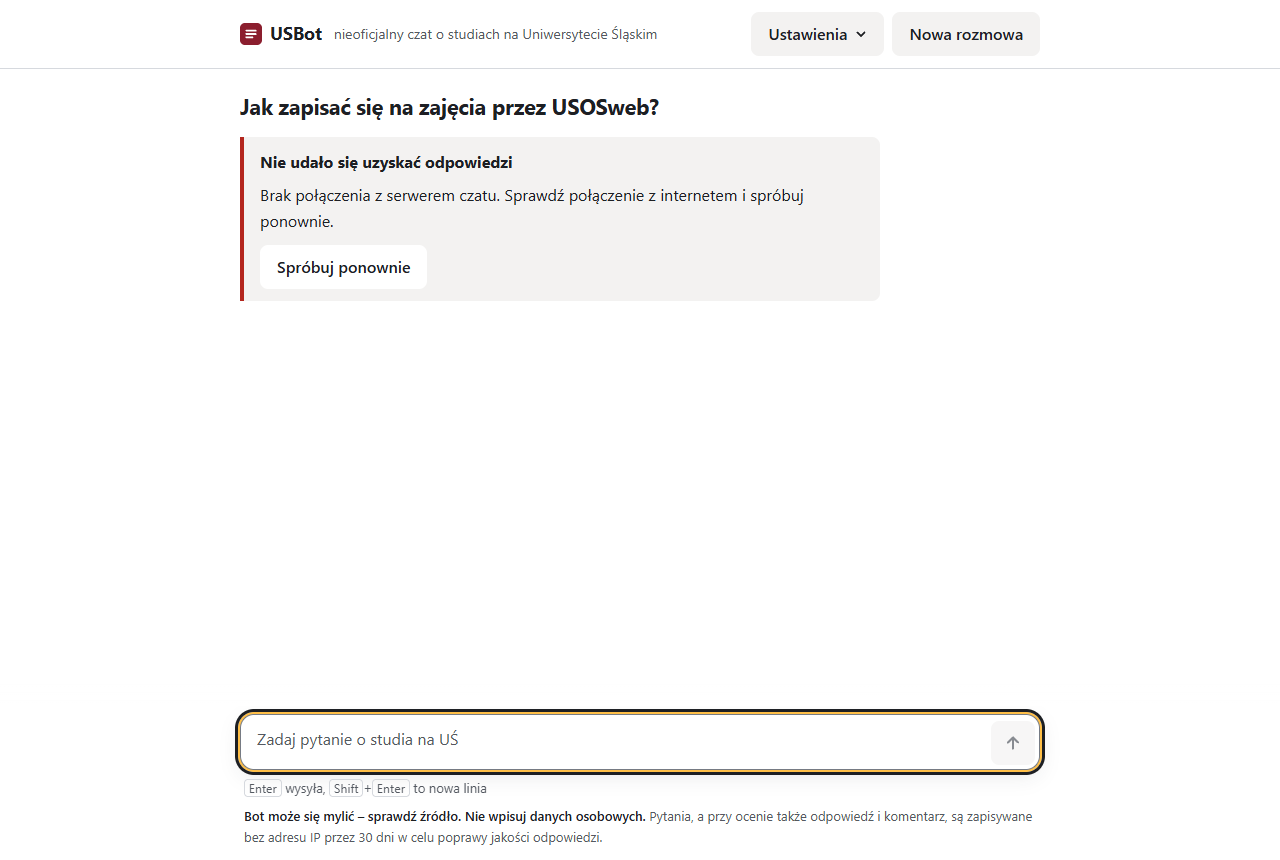 USBot nieoficjalny czat o studiach na Uniwersytecie Śląskim Ustawienia Nowa rozmowa
Jak zapisać się na zajęcia przez USOSweb?
Nie udało się uzyskać odpowiedzi
Brak połączenia z serwerem czatu. Sprawdź połączenie z internetem i spróbuj
ponownie.
Spróbuj ponownie
Zadaj pytanie o studia na UŚ
Enter wysyła, Shift+Enter to nowa linia
Bot może się mylić – sprawdź źródło. Nie wpisuj danych osobowych. Pytania, a przy ocenie także odpowiedź i komentarz, są zapisywane
bez adresu IP przez 30 dni w celu poprawy jakości odpowiedzi.